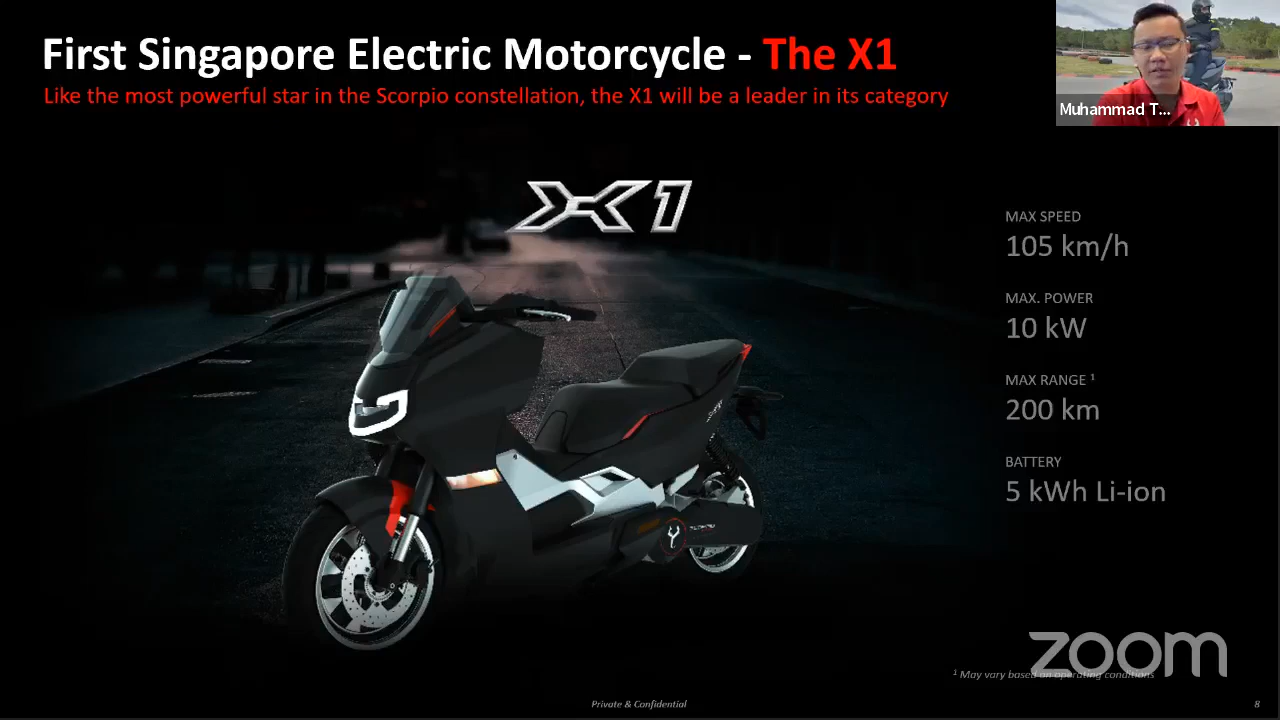 First Singapore Electric Motorcycle - The X1
Like the most powerful star in the Scorpio constellation, the X1 will be a leader in its category
Muhammad T...
X1
MAX SPEED
105 km/h
MAX. POWER
10 kW
MAX RANGE ¹
200 km
BATTERY
5 kWh Li-ion
zoom
¹ May vary based on operating conditions
Private & Confidential
8